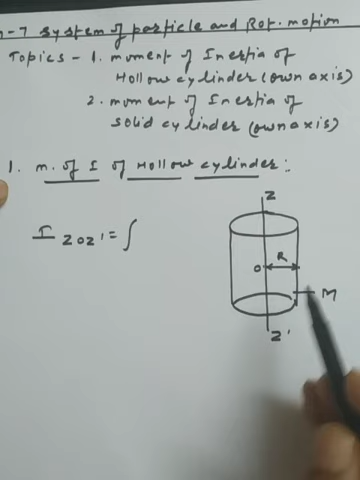 -7 system of particle and Rot. motion
Topics - 1. moment of Inertia of
Hollow cylinder (own axis)
2. moment of Inertia of
solid cylinder (own axis)
1. m. of I of Hollow cylinder:
I zoz' = ∫
Z
O
R
M
Z'